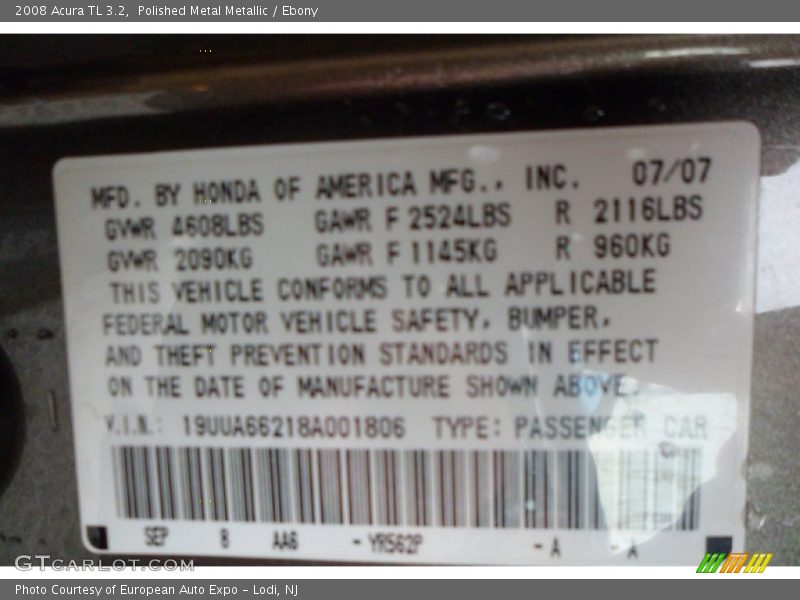 2008 Acura TL 3.2,  Polished Metal Metallic / Ebony
MFD. BY HONDA OF AMERICA MFG., INC. 07/07
GVWR 4608LBS GAWR F 2524LBS R 2116LBS
GVWR 2090KG GAWR F 1145KG R 960KG
THIS VEHICLE CONFORMS TO ALL APPLICABLE
FEDERAL MOTOR VEHICLE SAFETY, BUMPER,
AND THEFT PREVENTION STANDARDS IN EFFECT
ON THE DATE OF MANUFACTURE SHOWN ABOVE.
V.I.N.: 19UUA66218A001806 TYPE: PASSENGER CAR
SEP B AA6 - YR562P - A - A
GTCARLOT.COM
Photo Courtesy of European Auto Expo - Lodi, NJ